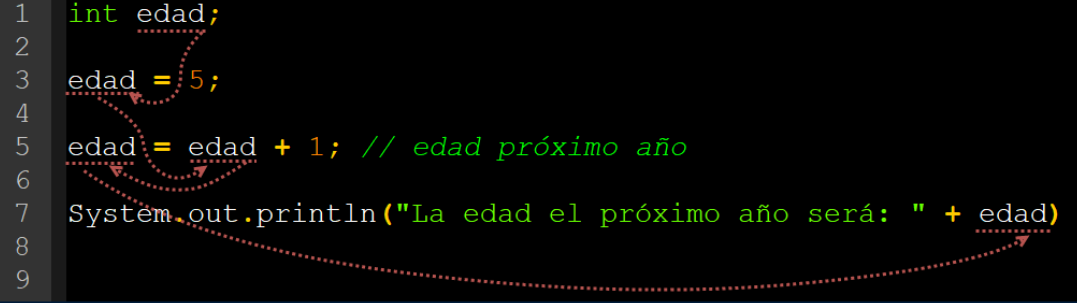 1 int edad;
2
3 edad = 5;
4
5 edad = edad + 1; // edad próximo año
6
7 System.out.println("La edad el próximo año será: " + edad)
8
9